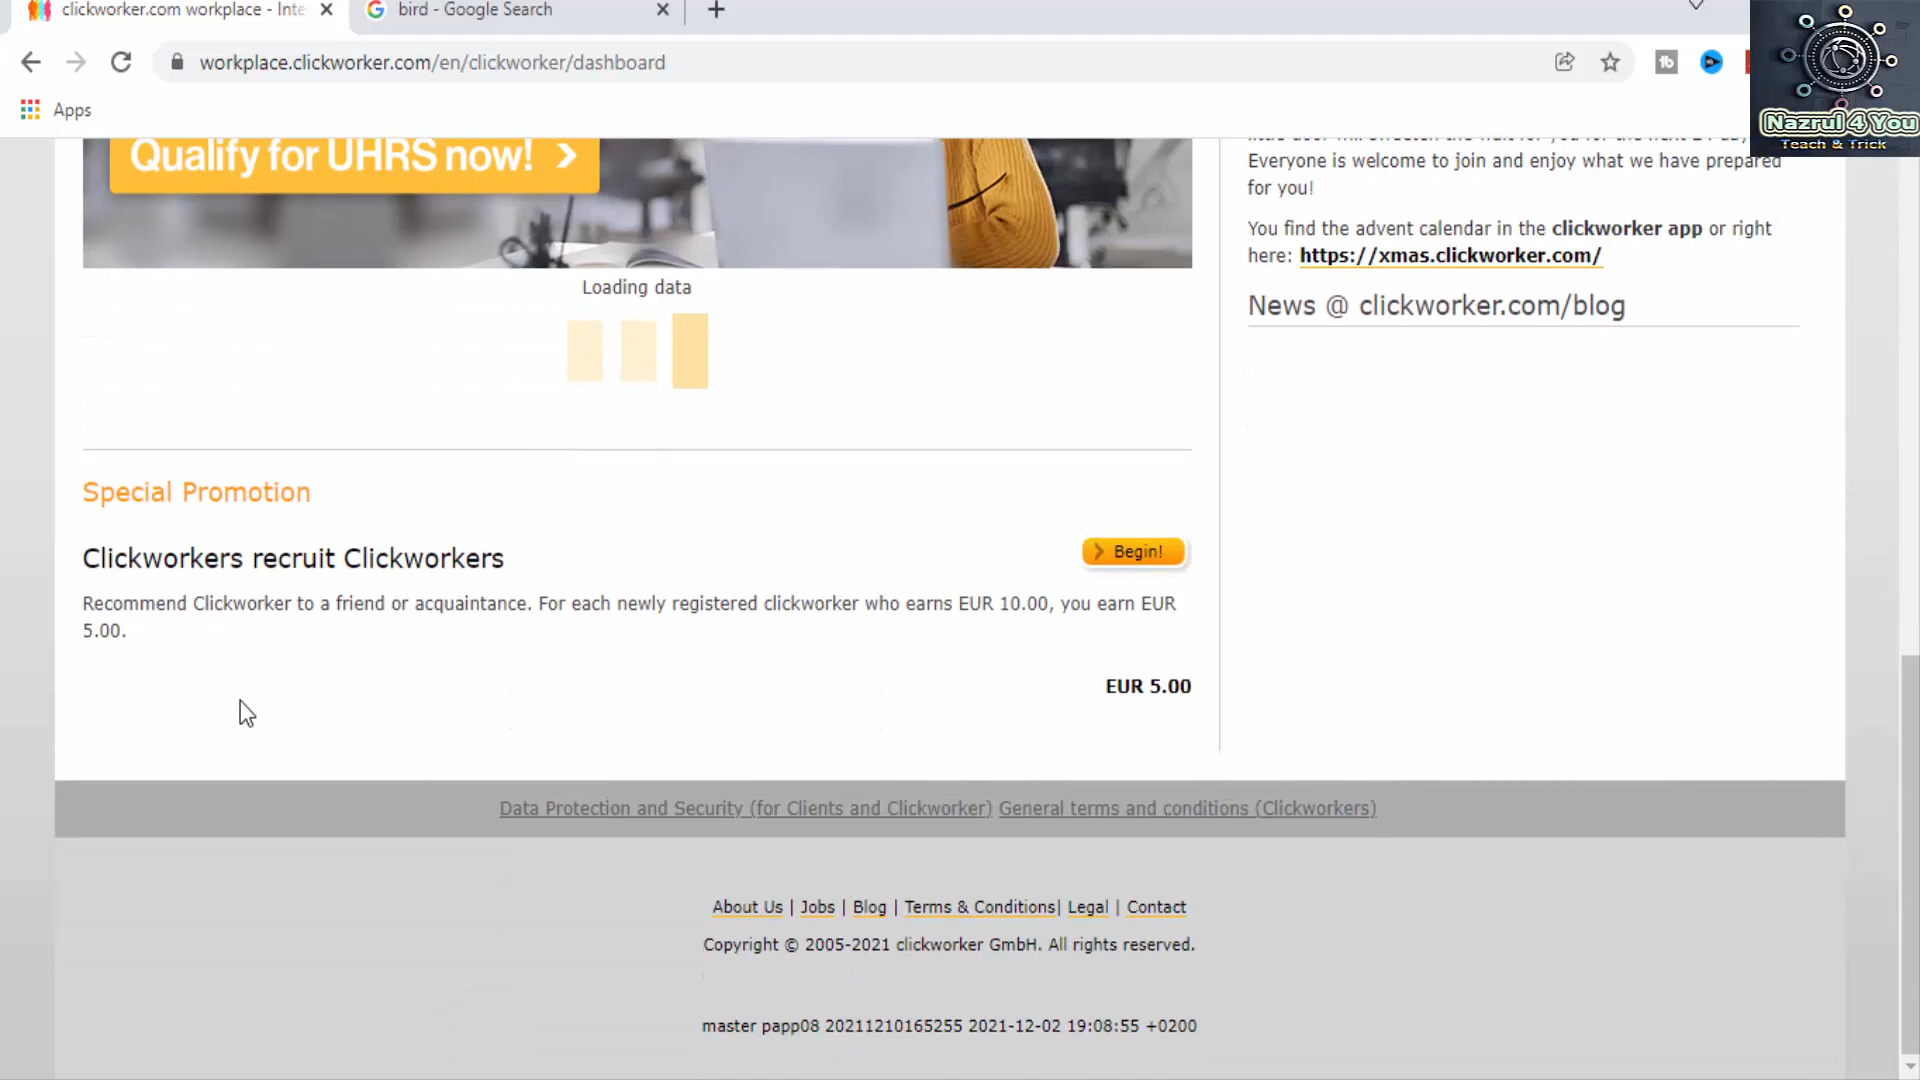 clickworker.com workplace - Inte
bird - Google Search
workplace.clickworker.com/en/clickworker/dashboard
Apps
Nazrul 4 You
Teach & Trick
Qualify for UHRS now!
Everyone is welcome to join and enjoy what we have prepared
for you!
You find the advent calendar in the clickworker app or right
here: https://xmas.clickworker.com/
News @ clickworker.com/blog
Loading data
Special Promotion
Clickworkers recruit Clickworkers
Begin!
Recommend Clickworker to a friend or acquaintance. For each newly registered clickworker who earns EUR 10.00, you earn EUR
5.00.
EUR 5.00
Data Protection and Security (for Clients and Clickworker) General terms and conditions (Clickworkers)
About Us | Jobs | Blog | Terms & Conditions| Legal | Contact
Copyright © 2005-2021 clickworker GmbH. All rights reserved.
master papp08 20211210165255 2021-12-02 19:08:55 +0200